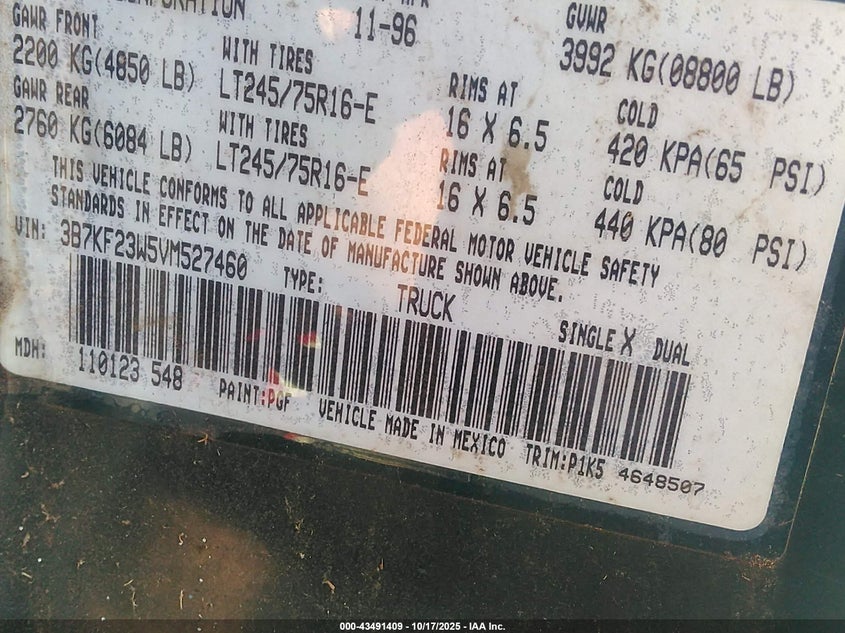 CORPORATION
MFR
GVWR
GAWR FRONT
11-96
3992 KG(08800 LB)
2200 KG(4850 LB)
WITH TIRES
LT245/75R16-E
RIMS AT
16 X 6.5
COLD
420 KPA(65 PSI)
GAWR REAR
2760 KG(6084 LB)
WITH TIRES
LT245/75R16-E
RIMS AT
16 X 6.5
COLD
440 KPA(80 PSI)
THIS VEHICLE CONFORMS TO ALL APPLICABLE FEDERAL MOTOR VEHICLE SAFETY
STANDARDS IN EFFECT ON THE DATE OF MANUFACTURE SHOWN ABOVE.
VIN: 3B7KF23W5VM527460
TYPE: TRUCK
SINGLE X DUAL
MDH: 110123 548
PAINT:PGF
VEHICLE MADE IN MEXICO
TRIM:P1K5 4648507
000-43491409 - 10/17/2025 - IAA Inc.